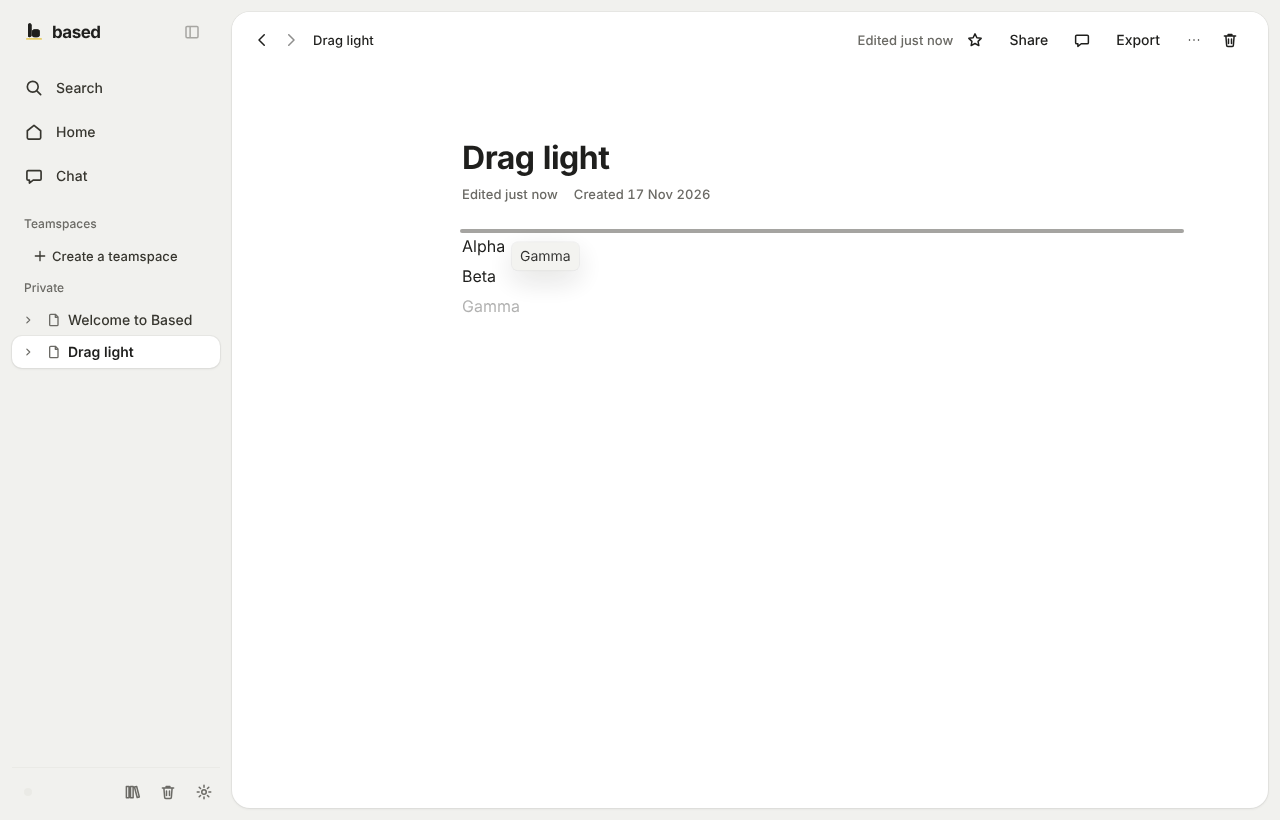 based
Search
Home
Chat
Teamspaces
Create a teamspace
Private
Welcome to Based
Drag light
Drag light
Edited just now
Share
Export
Drag light
Edited just now Created 17 Nov 2026
Alpha
Gamma
Beta
Gamma